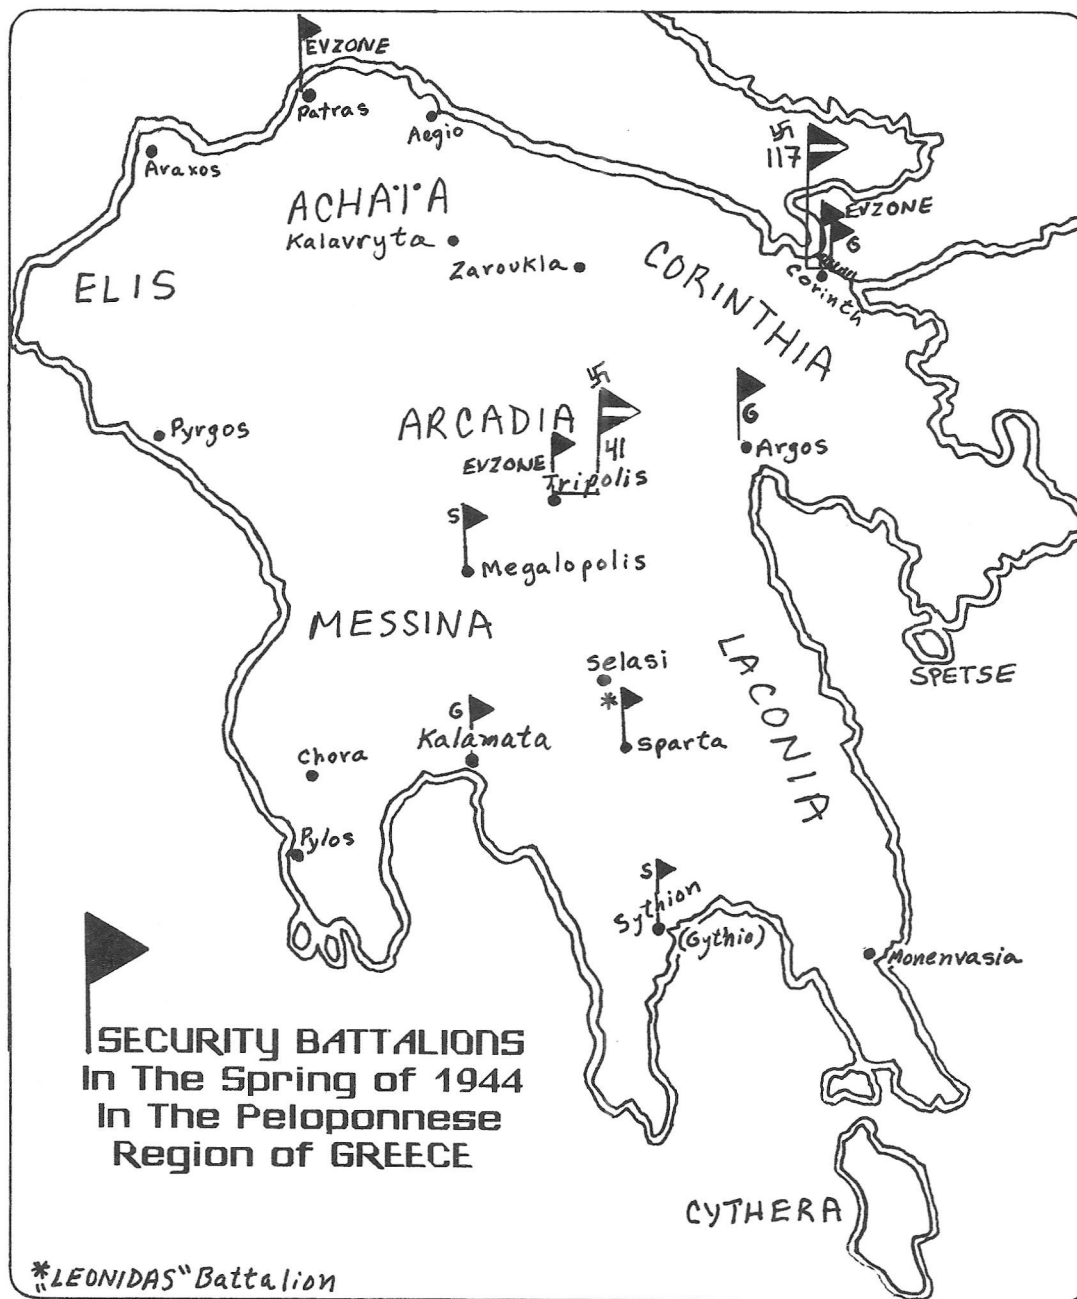 EVZONE
Patras
Aegio
Araxos
117
EVZONE
G
Corinth
ACHAÏA
Kalavryta
Zaroukla
ELIS
CORINTHIA
ARCADIA
G
Argos
EVZONE
41
Tripolis
Pyrgos
S
Megalopolis
MESSINA
LACONIA
SPETSE
Selasi
*
Sparta
G
Kalamata
Chora
Pylos
S
Sythion
(Gythio)
Monenvasia
SECURITY BATTALIONS
In The Spring of 1944
In The Peloponnese
Region of GREECE
CYTHERA
*"LEONIDAS" Battalion